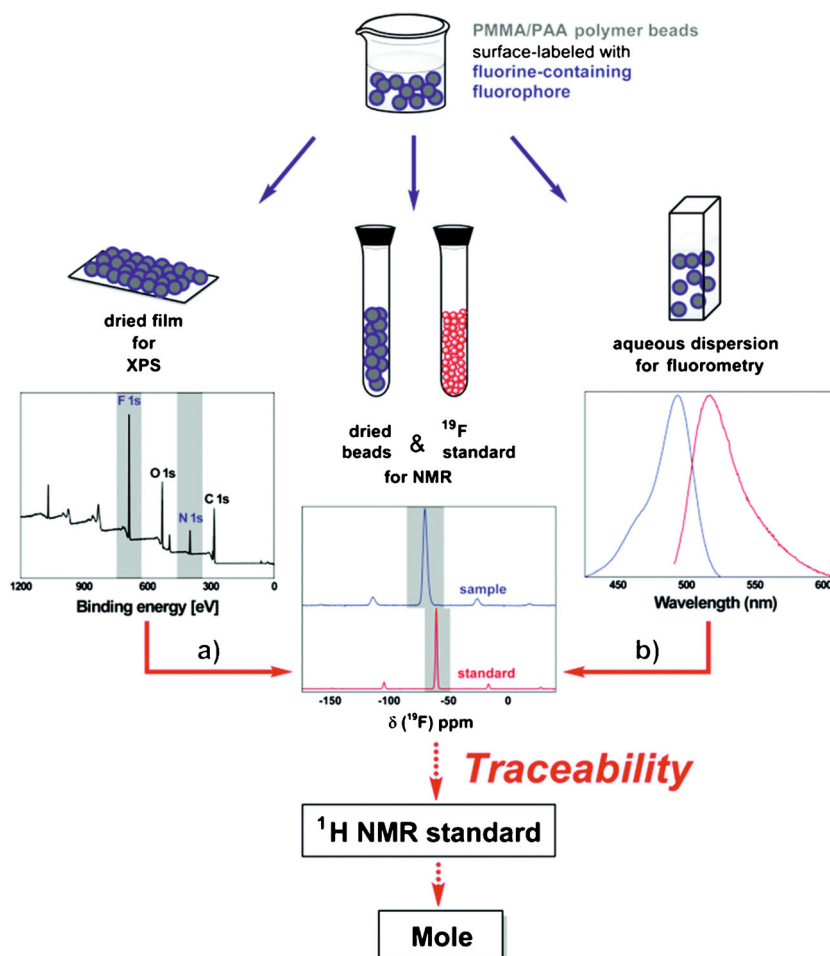 PMMA/PAA polymer beads
surface-labeled with
fluorine-containing
fluorophore
dried film
for
XPS
dried
beads
&
19F
standard
for NMR
aqueous dispersion
for fluorometry
F 1s
O 1s
N 1s
C 1s
1200 900 600 300 0
Binding energy [eV]
sample
standard
-150 -100 -50 0
δ (19F) ppm
450 500 550 600
Wavelength (nm)
a)
b)
Traceability
1H NMR standard
Mole